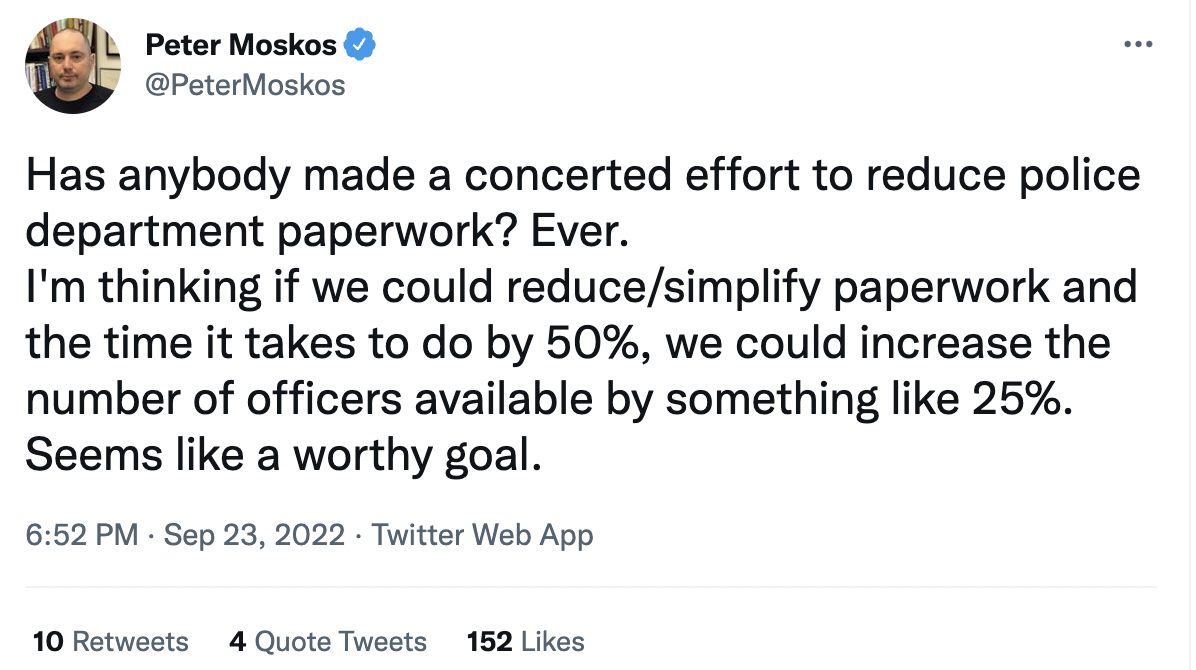 Peter Moskos
@PeterMoskos
Has anybody made a concerted effort to reduce police
department paperwork? Ever.
I'm thinking if we could reduce/simplify paperwork and
the time it takes to do by 50%, we could increase the
number of officers available by something like 25%.
Seems like a worthy goal.
6:52 PM · Sep 23, 2022 · Twitter Web App
10 Retweets 4 Quote Tweets 152 Likes